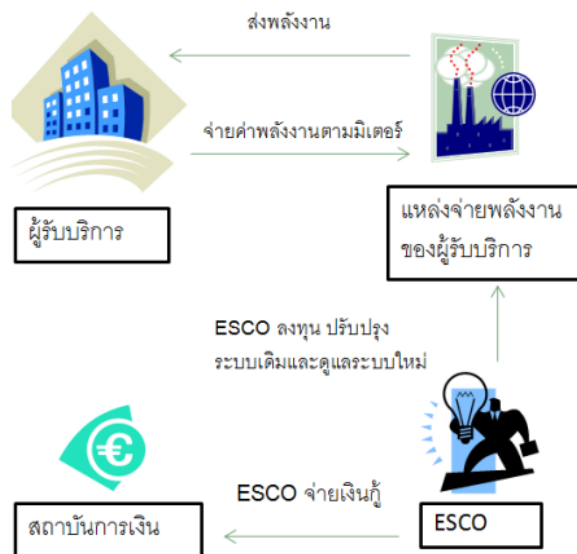 ส่งพลังงาน
จ่ายค่าพลังงานตามมิเตอร์
ผู้รับบริการ
แหล่งจ่ายพลังงาน
ของผู้รับบริการ
ESCO ลงทุน ปรับปรุง
ระบบเดิมและดูแลระบบใหม่
ESCO จ่ายเงินกู้
สถาบันการเงิน
ESCO